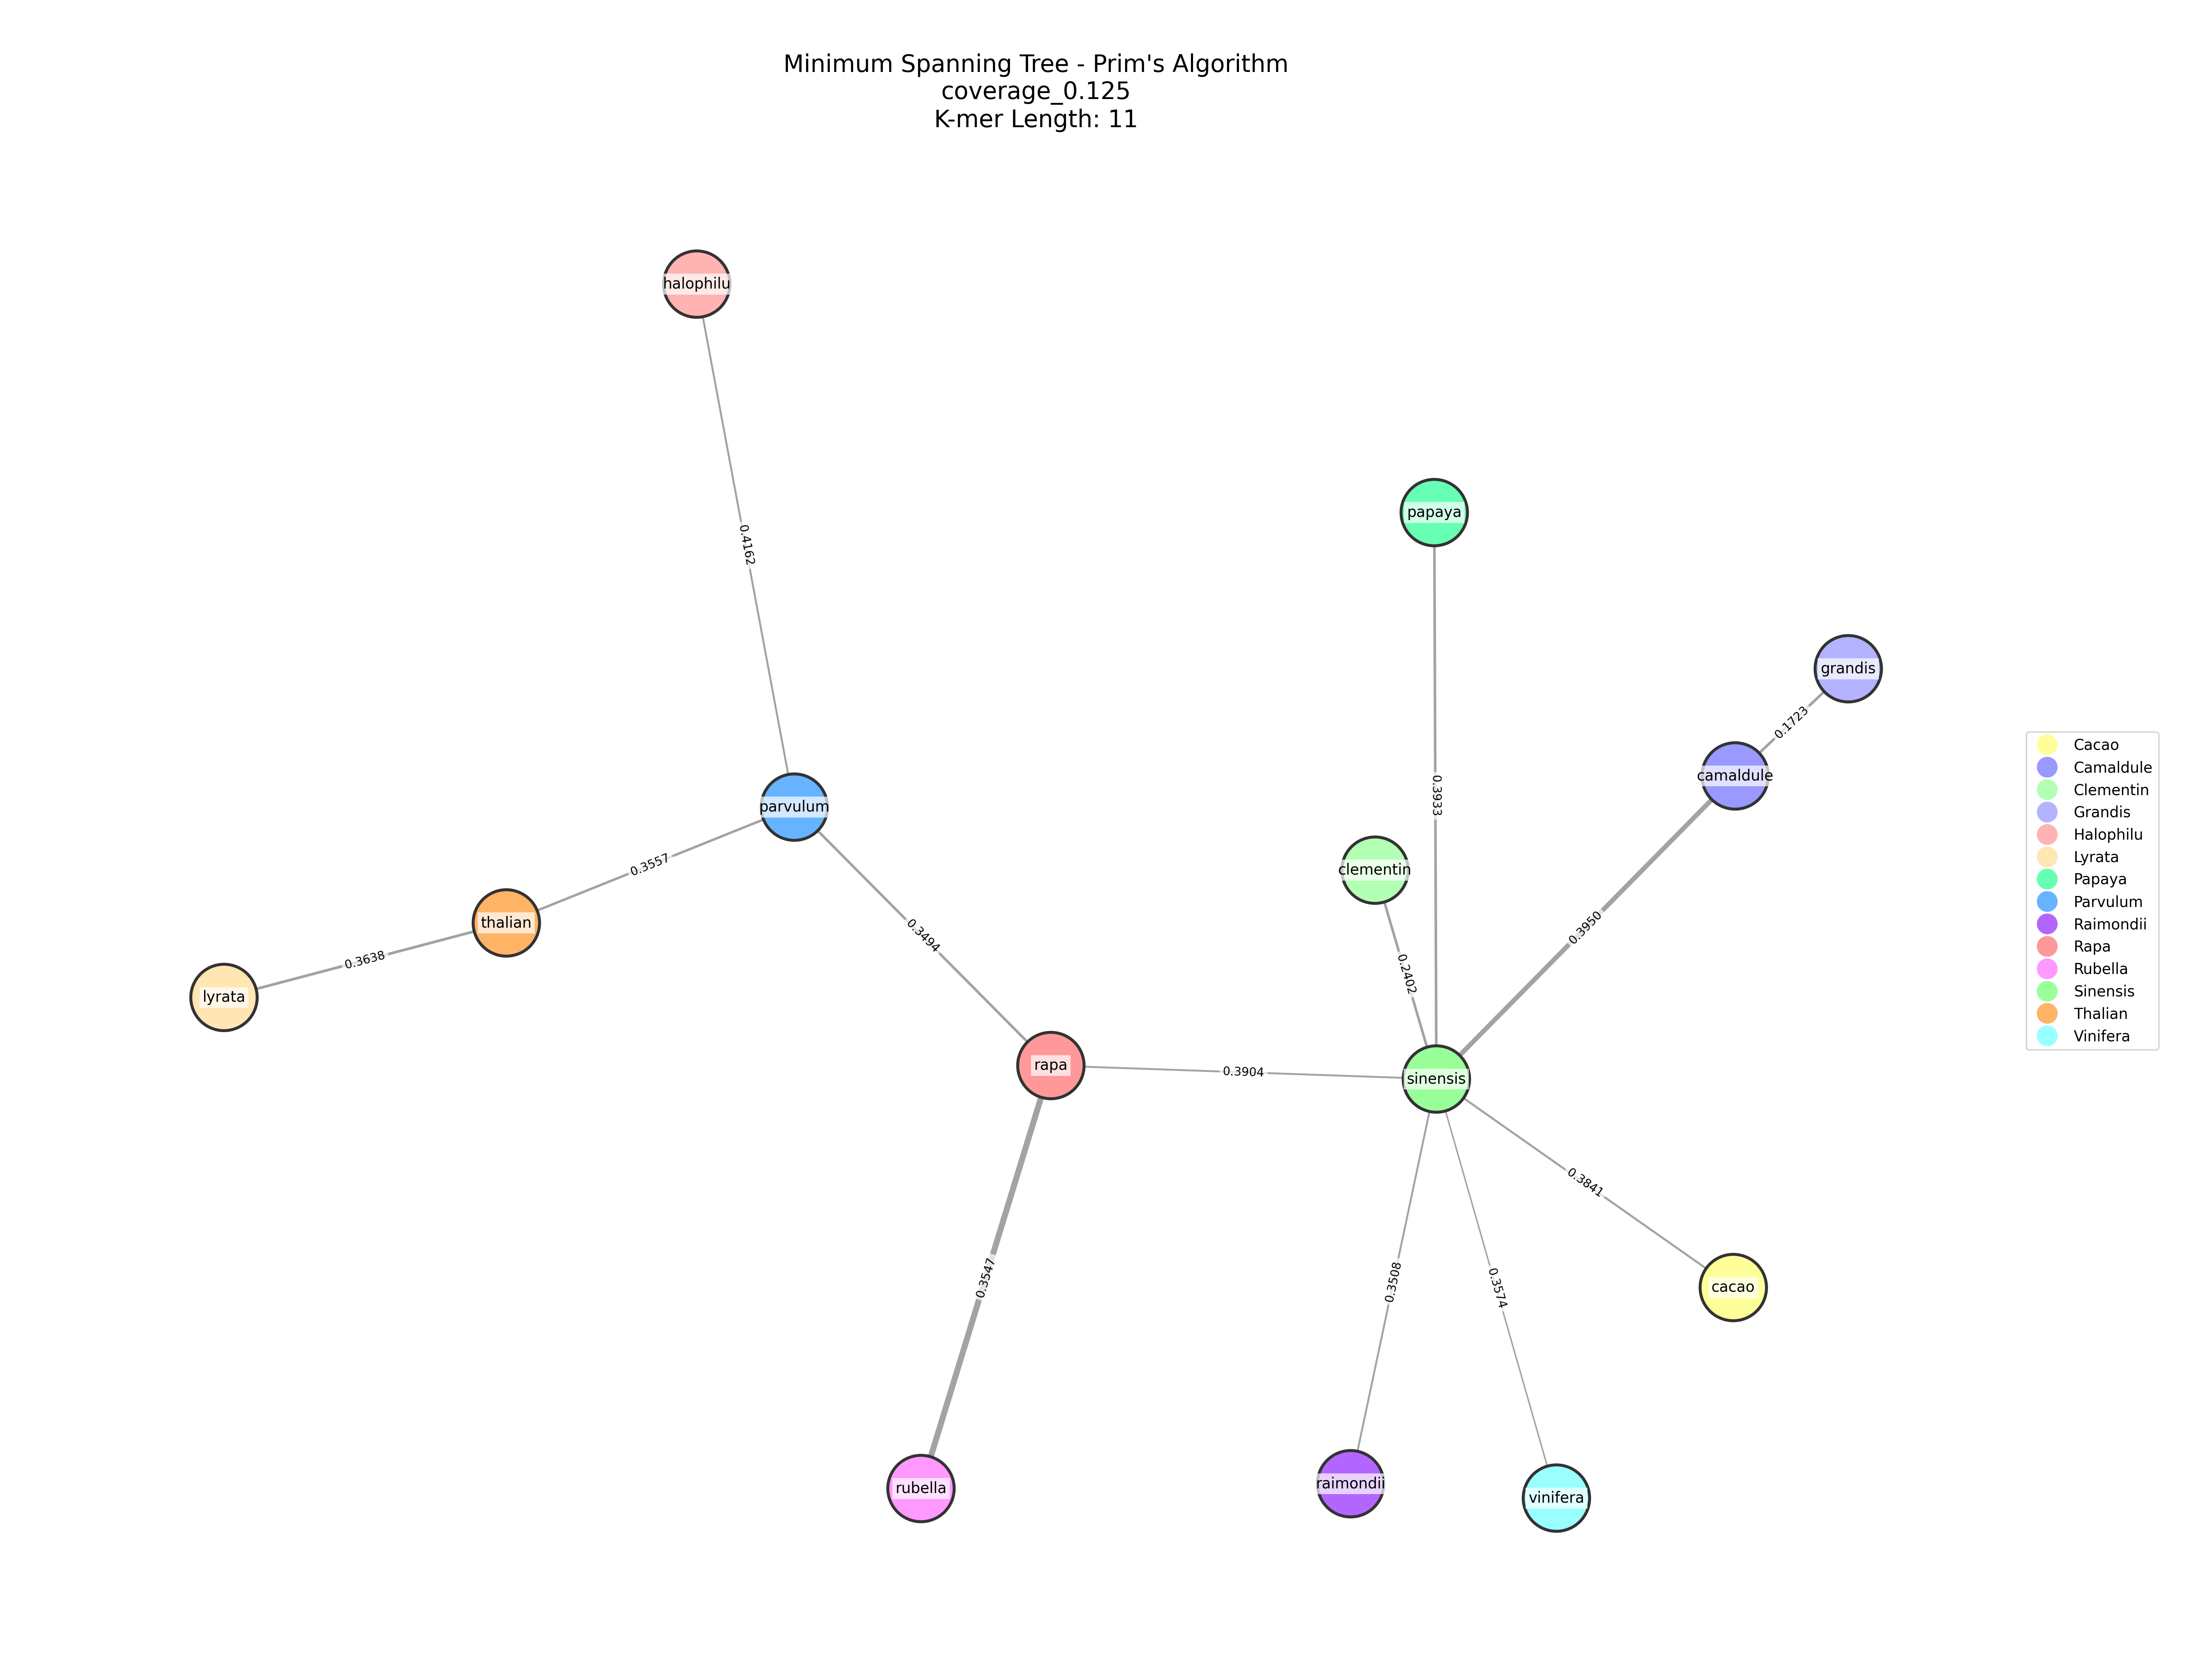 Minimum Spanning Tree - Prim's Algorithm
coverage_0.125
K-mer Length: 11
halophilu
0.4162
papaya
grandis
0.1723
camaldule
0.3933
parvulum
0.3557
clementin
thalian
0.3494
0.3950
0.3638
0.2402
lyrata
rapa
0.3904
sinensis
0.3841
0.3547
0.3508
0.3574
cacao
rubella
raimondii
vinifera
Cacao
Camaldule
Clementin
Grandis
Halophilu
Lyrata
Papaya
Parvulum
Raimondii
Rapa
Rubella
Sinensis
Thalian
Vinifera